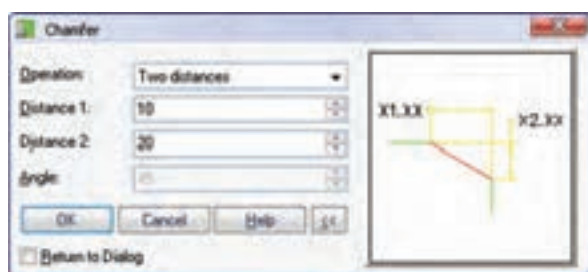 Chamfer
Operation: Two distances
Distance 1: 10
Distance 2: 20
Angle:
OK Cancel Help <<
Return to Dialog
X1.XX
X2.XX